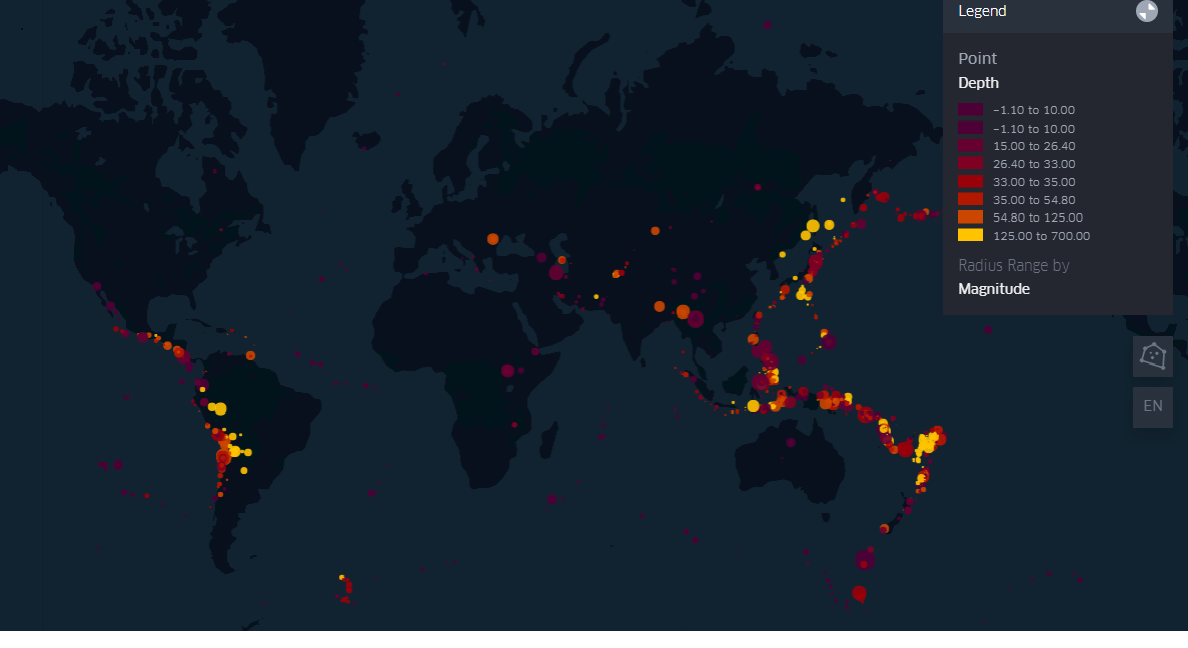 Legend
Point
Depth
−1.10 to 10.00
−1.10 to 10.00
15.00 to 26.40
26.40 to 33.00
33.00 to 35.00
35.00 to 54.80
54.80 to 125.00
125.00 to 700.00
Radius Range by
Magnitude
EN